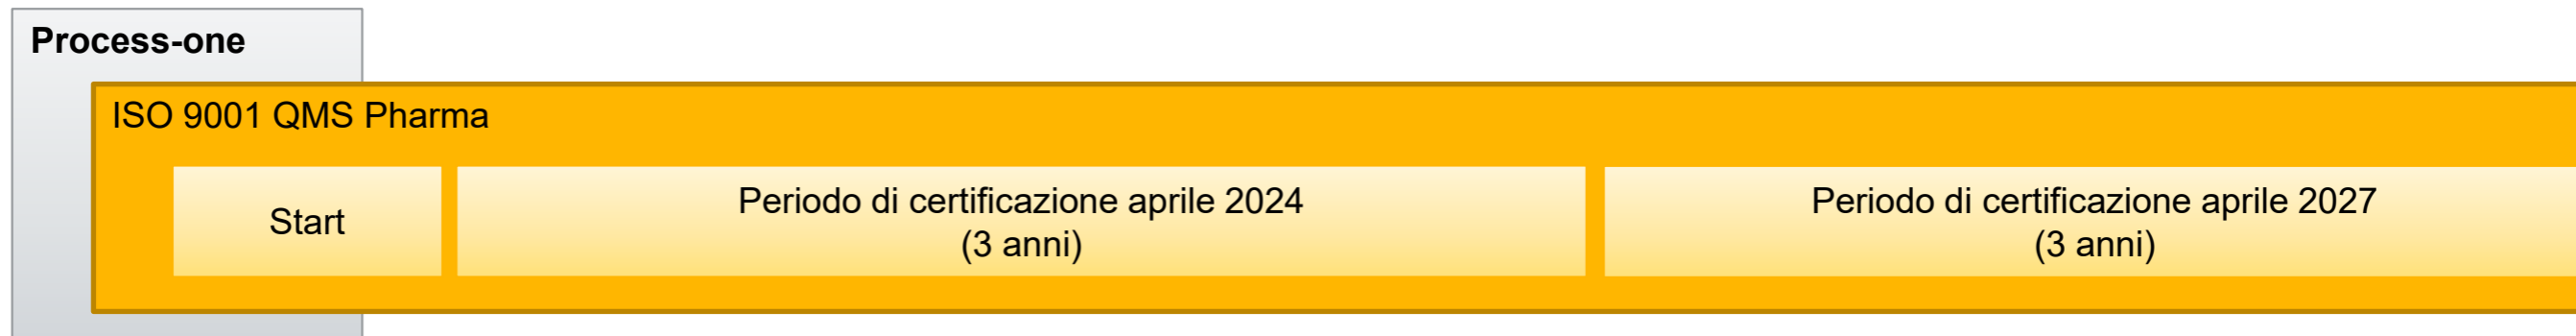 Process-one
ISO 9001 QMS Pharma
Start
Periodo di certificazione aprile 2024
(3 anni)
Periodo di certificazione aprile 2027
(3 anni)